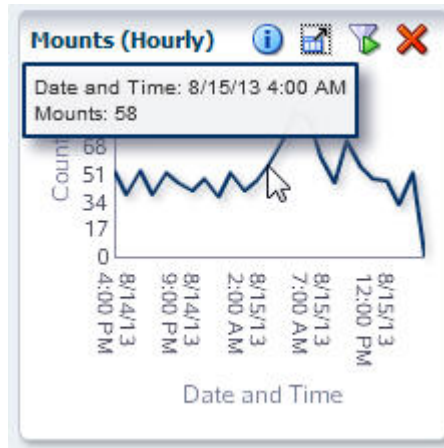 Mounts (Hourly)
Date and Time: 8/15/13 4:00 AM
Mounts: 58
Count
68
51
34
17
0
8/14/13
4:00 PM
8/14/13
9:00 PM
8/15/13
2:00 AM
8/15/13
7:00 AM
8/15/13
12:00 PM
Date and Time